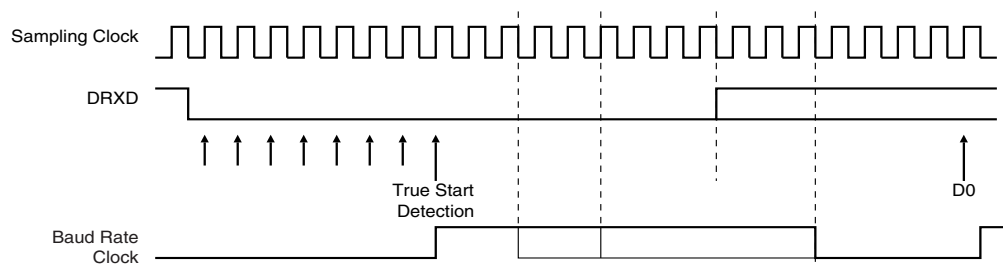 Sampling Clock
DRXD
True Start
Detection
D0
Baud Rate
Clock